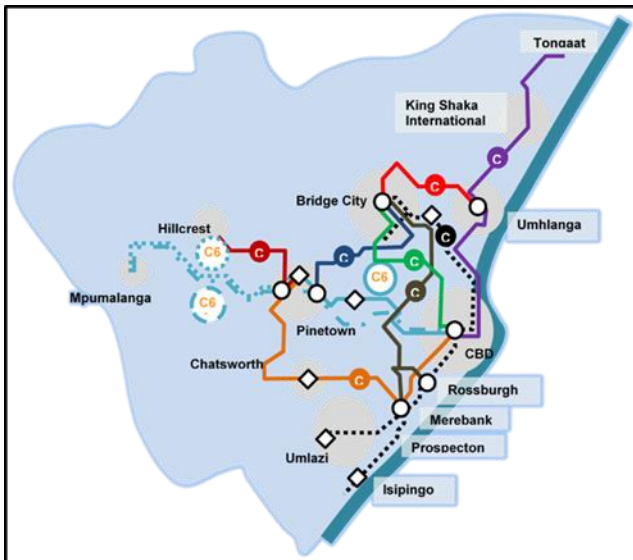 Tongaat
King Shaka
International
C
C
Bridge City
Umhlanga
C
Hillcrest
C6
C
C
C
C6
C
C6
Mpumalanga
Pinetown
CBD
Chatsworth
C
Rossburgh
Merebank
Umlazi
Prospecton
Isipingo